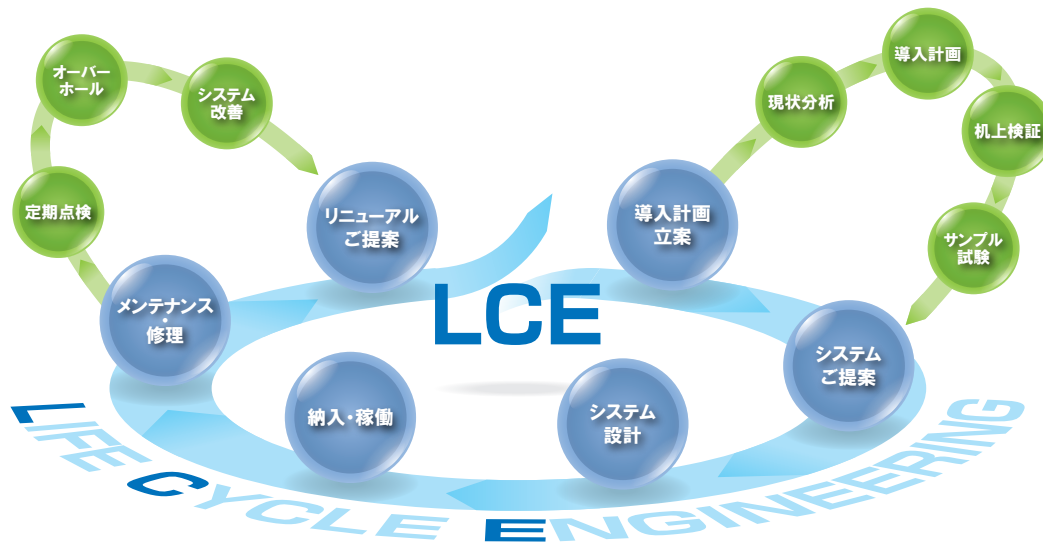 オーバー
ホール
システム
改善
定期点検
リニューアル
ご提案
メンテナンス
・
修理
納入・稼働
LCE
導入計画
立案
現状分析
導入計画
机上検証
サンプル
試験
システム
ご提案
システム
設計
LIFE CYCLE ENGINEERING